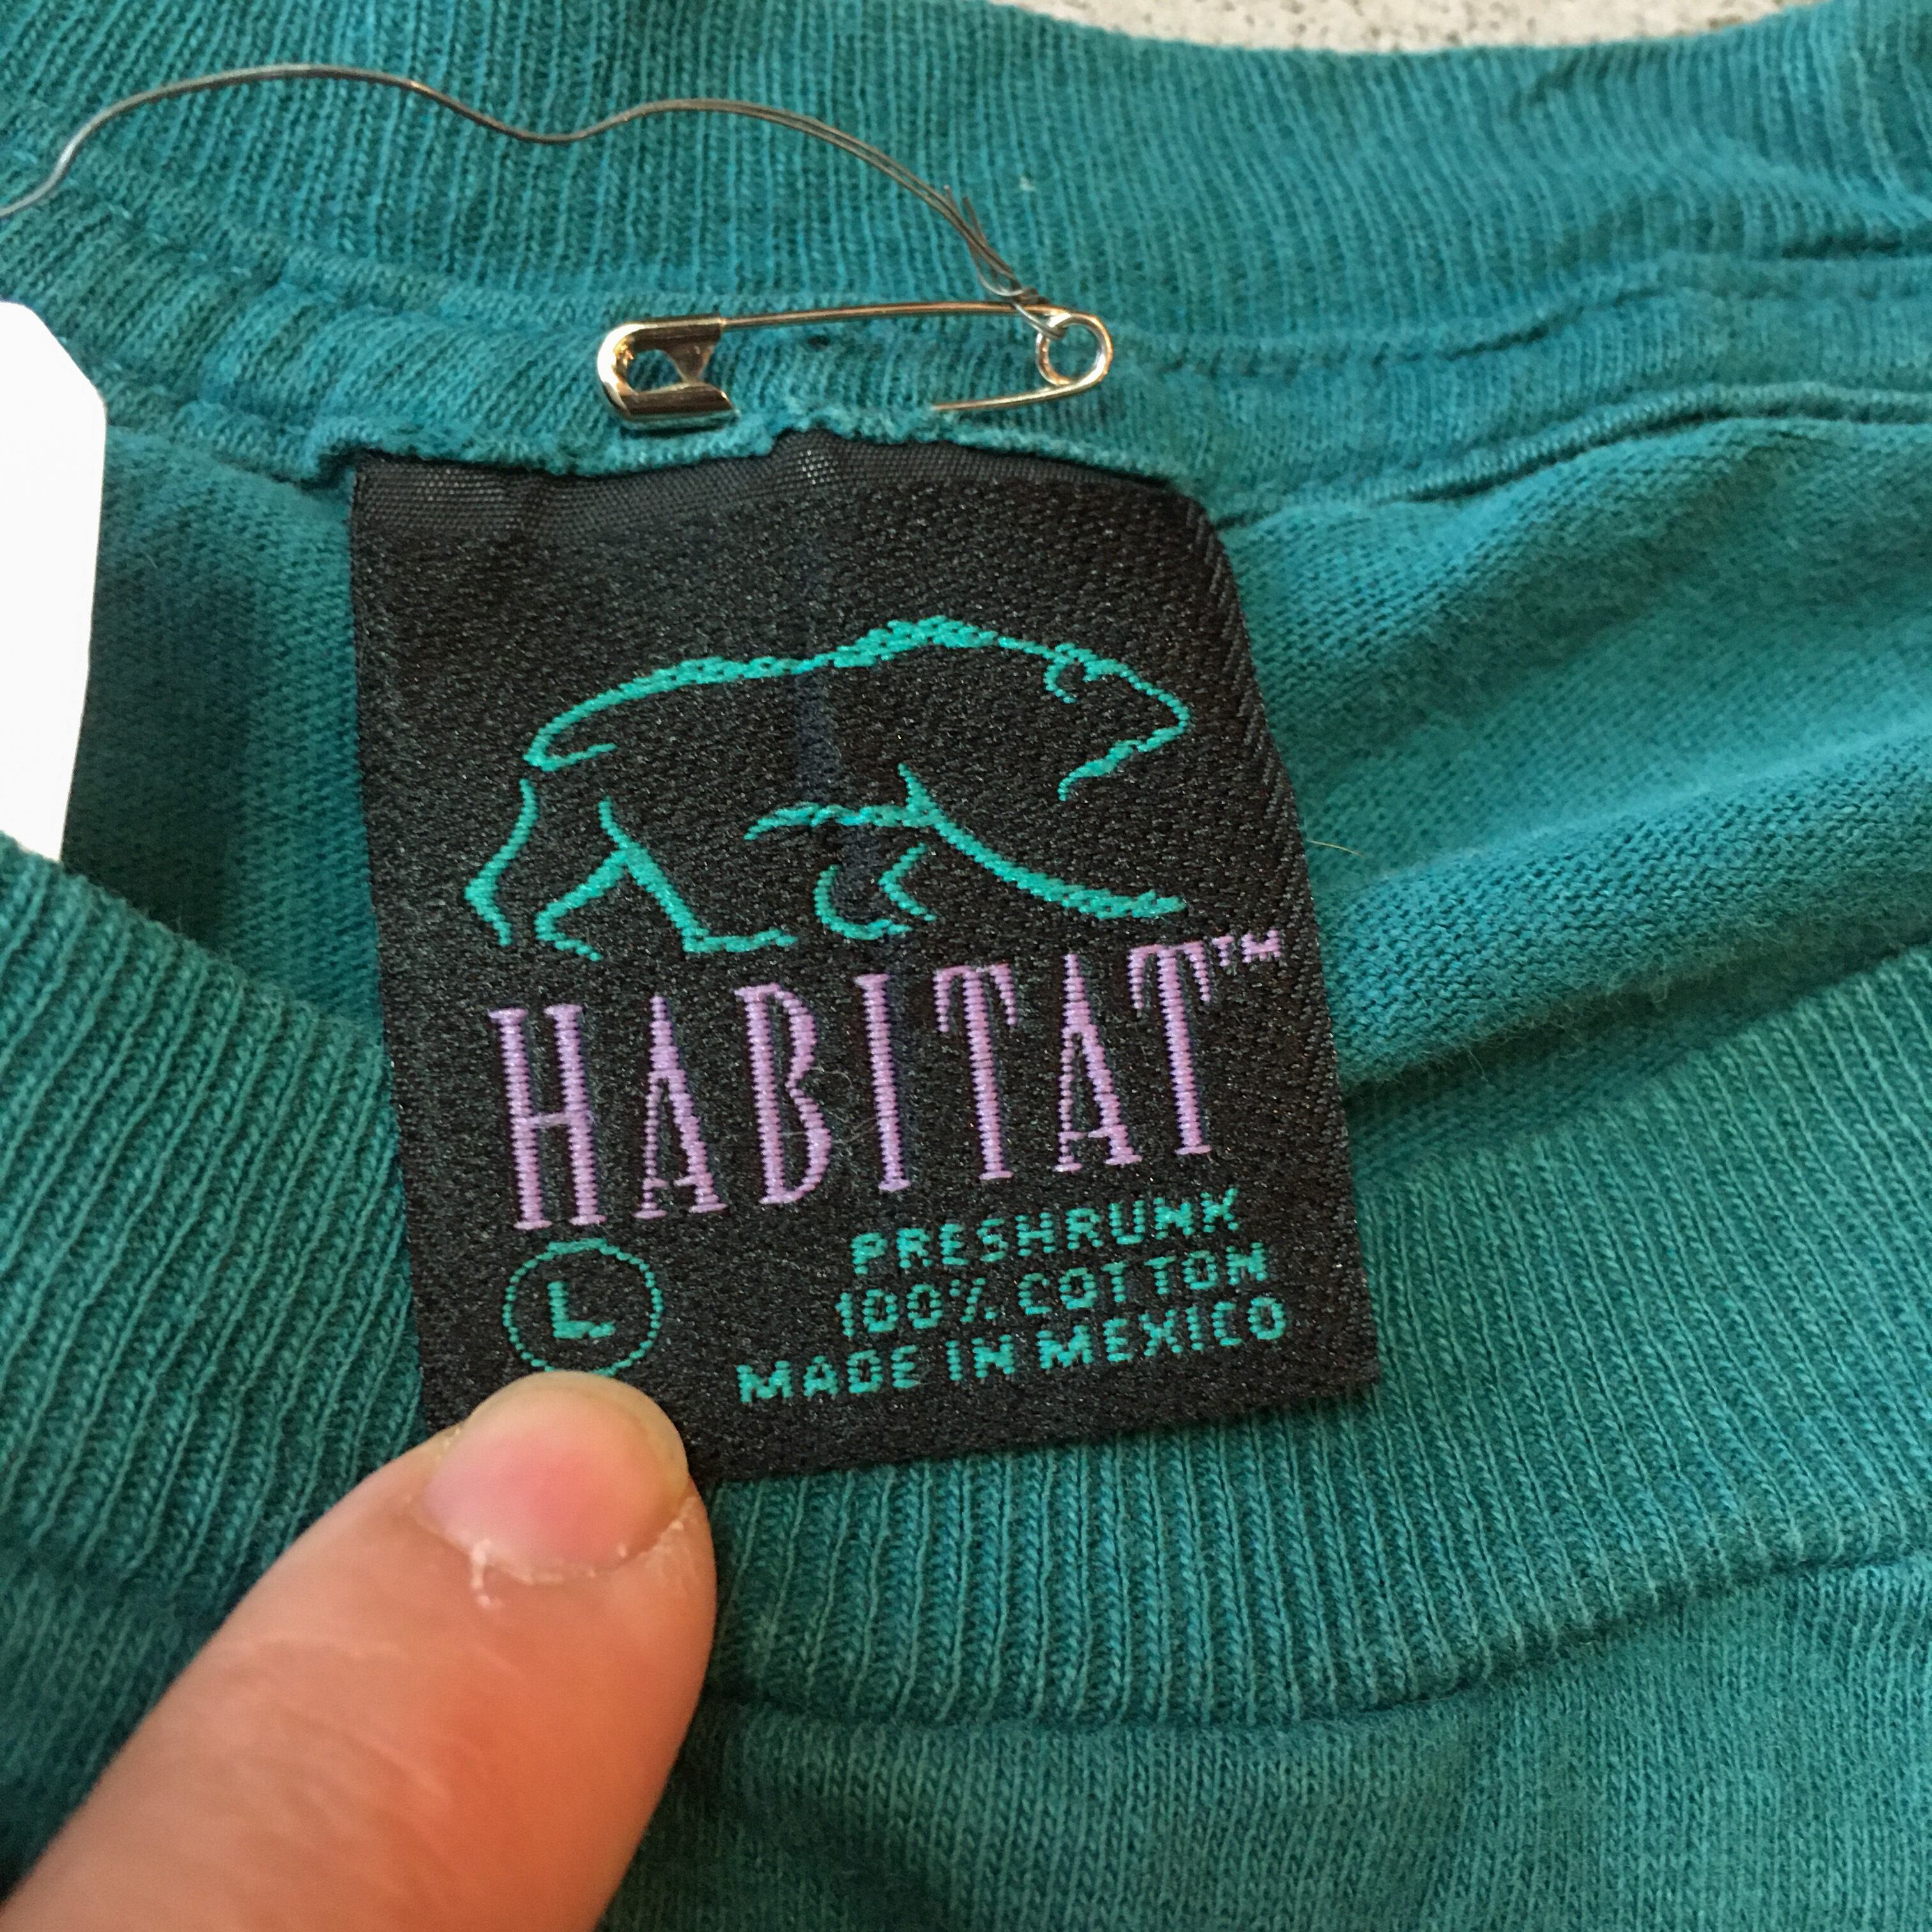 HABITAT™
L
PRESHRUNK
100% COTTON
MADE IN MEXICO